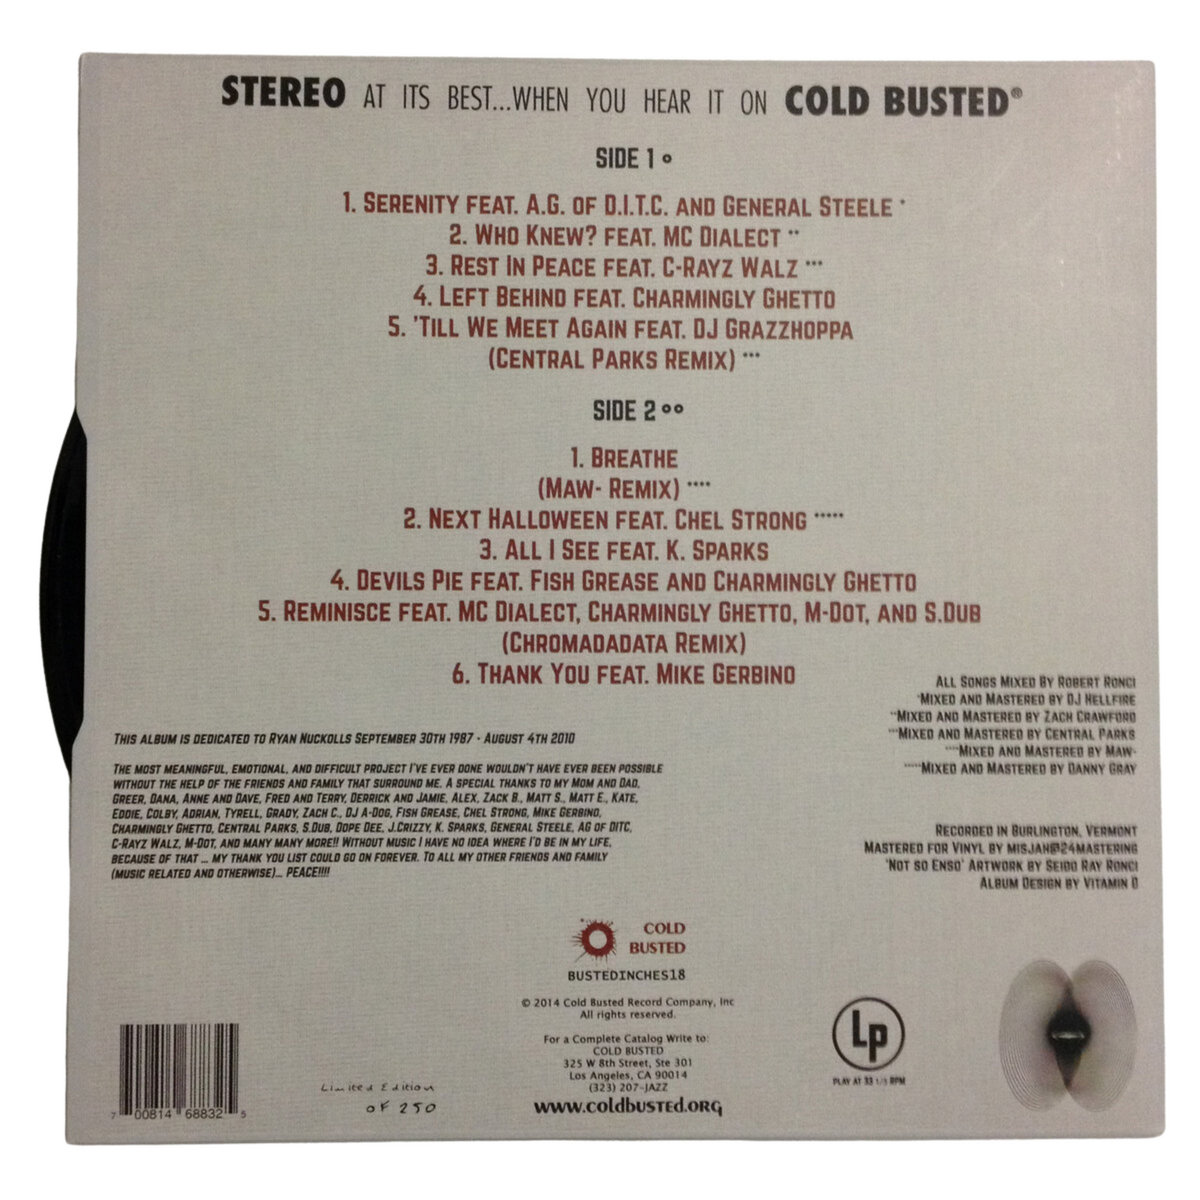 STEREO AT ITS BEST...WHEN YOU HEAR IT ON COLD BUSTED®
SIDE 1 °
1. SERENITY FEAT. A.G. OF D.I.T.C. AND GENERAL STEELE *
2. WHO KNEW? FEAT. MC DIALECT **
3. REST IN PEACE FEAT. C-RAYZ WALZ ***
4. LEFT BEHIND FEAT. CHARMINGLY GHETTO
5. 'TILL WE MEET AGAIN FEAT. DJ GRAZZHOPPA
(CENTRAL PARKS REMIX) ***
SIDE 2 °°
1. BREATHE
(MAW- REMIX) ****
2. NEXT HALLOWEEN FEAT. CHEL STRONG *****
3. ALL I SEE FEAT. K. SPARKS
4. DEVILS PIE FEAT. FISH GREASE AND CHARMINGLY GHETTO
5. REMINISCE FEAT. MC DIALECT, CHARMINGLY GHETTO, M-DOT, AND S.DUB
(CHROMADADATA REMIX)
6. THANK YOU FEAT. MIKE GERBINO
ALL SONGS MIXED BY ROBERT RONCI
*MIXED AND MASTERED BY DJ HELLFIRE
**MIXED AND MASTERED BY ZACH CRAWFORD
***MIXED AND MASTERED BY CENTRAL PARKS
****MIXED AND MASTERED BY MAW-
*****MIXED AND MASTERED BY DANNY GRAY
RECORDED IN BURLINGTON, VERMONT
MASTERED FOR VINYL BY MISJAH@24MASTERING
'NOT SO ENSO' ARTWORK BY SEIDO RAY RONCI
ALBUM DESIGN BY VITAMIN D
THIS ALBUM IS DEDICATED TO RYAN NUCKOLLS SEPTEMBER 30TH 1987 - AUGUST 4TH 2010
THE MOST MEANINGFUL, EMOTIONAL, AND DIFFICULT PROJECT I'VE EVER DONE WOULDN'T HAVE EVER BEEN POSSIBLE
WITHOUT THE HELP OF THE FRIENDS AND FAMILY THAT SURROUND ME. A SPECIAL THANKS TO MY MOM AND DAD,
GREER, DANA, ANNE AND DAVE, FRED AND TERRY, DERRICK AND JAMIE, ALEX, ZACK B., MATT S., MATT E., KATE,
EDDIE, COLBY, ADRIAN, TYRELL, GRADY, ZACH C., DJ A-DOG, FISH GREASE, CHEL STRONG, MIKE GERBINO,
CHARMINGLY GHETTO, CENTRAL PARKS, S.DUB, DOPE DEE, J.CRIZZY, K. SPARKS, GENERAL STEELE, AG OF DITC,
C-RAYZ WALZ, M-DOT, AND MANY MANY MORE!! WITHOUT MUSIC I HAVE NO IDEA WHERE I'D BE IN MY LIFE,
BECAUSE OF THAT ... MY THANK YOU LIST COULD GO ON FOREVER. TO ALL MY OTHER FRIENDS AND FAMILY
(MUSIC RELATED AND OTHERWISE)... PEACE!!!!
COLD
BUSTED
BUSTEDINCHES18
© 2014 Cold Busted Record Company, Inc
All rights reserved.
For a Complete Catalog Write to:
COLD BUSTED
325 W 8th Street, Ste 301
Los Angeles, CA 90014
(323) 207-JAZZ
www.coldbusted.org
7 00814 68832 5
Limited Edition
OF 250
LP
PLAY AT 33 1/3 RPM